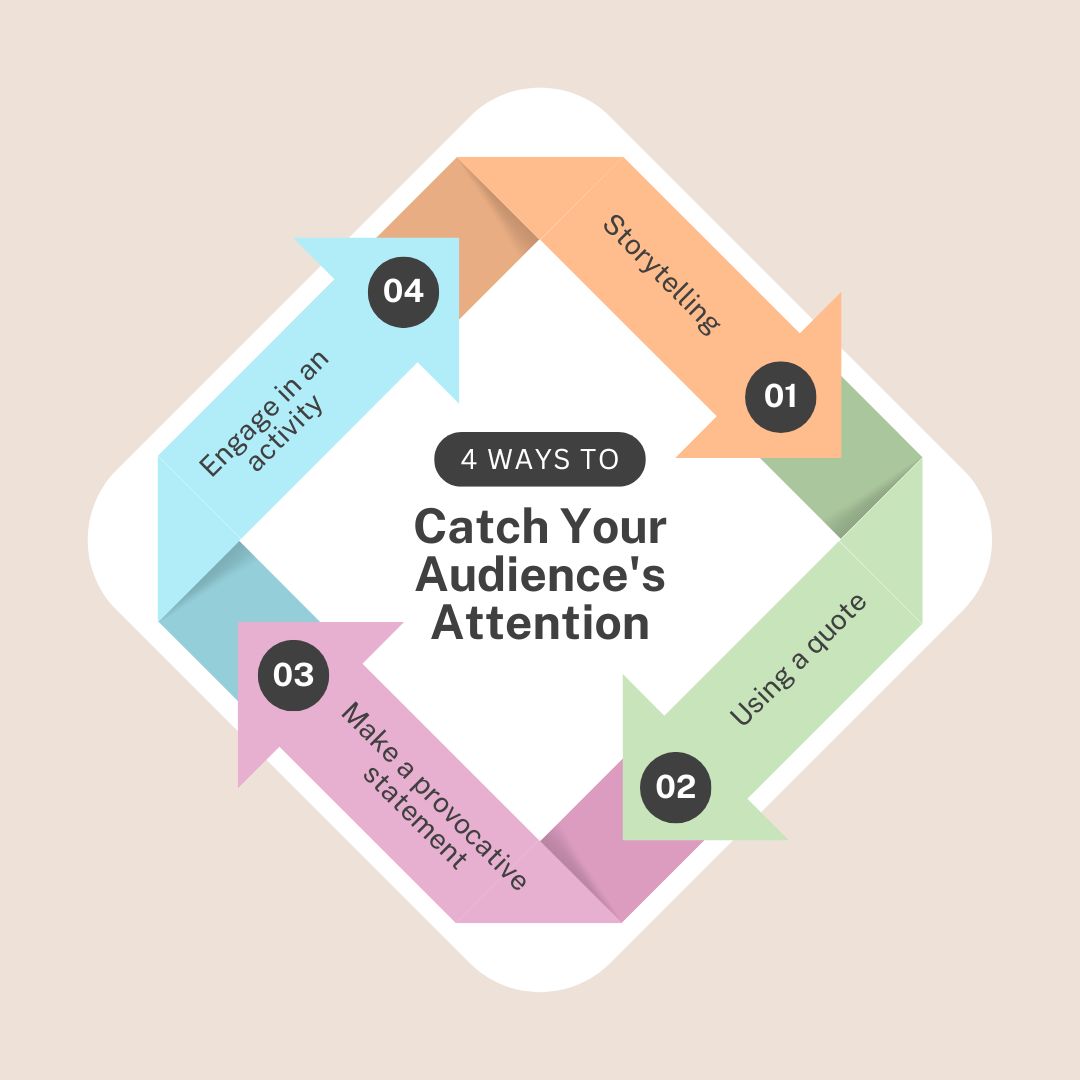 4 WAYS TO
Catch Your
Audience's
Attention
Storytelling
01
Using a quote
02
Make a provocative
statement
03
Engage in an
activity
04